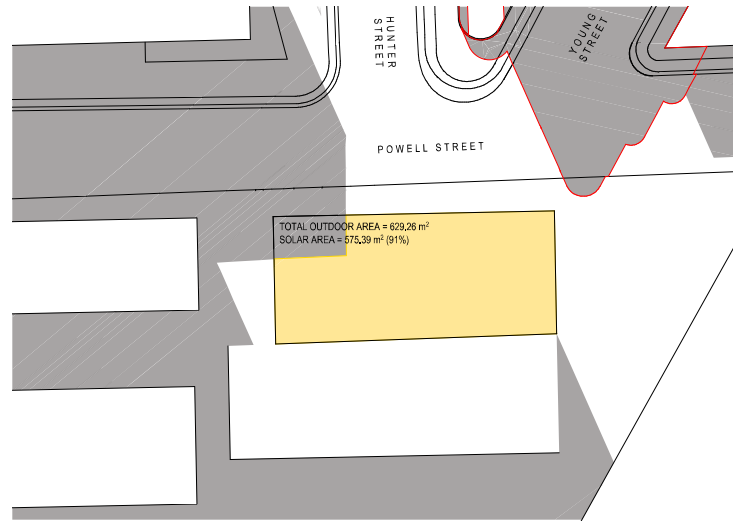 HUNTER
STREET
YOUNG
STREET
POWELL STREET
TOTAL OUTDOOR AREA = 629.26 m²
SOLAR AREA = 575.39 m² (91%)